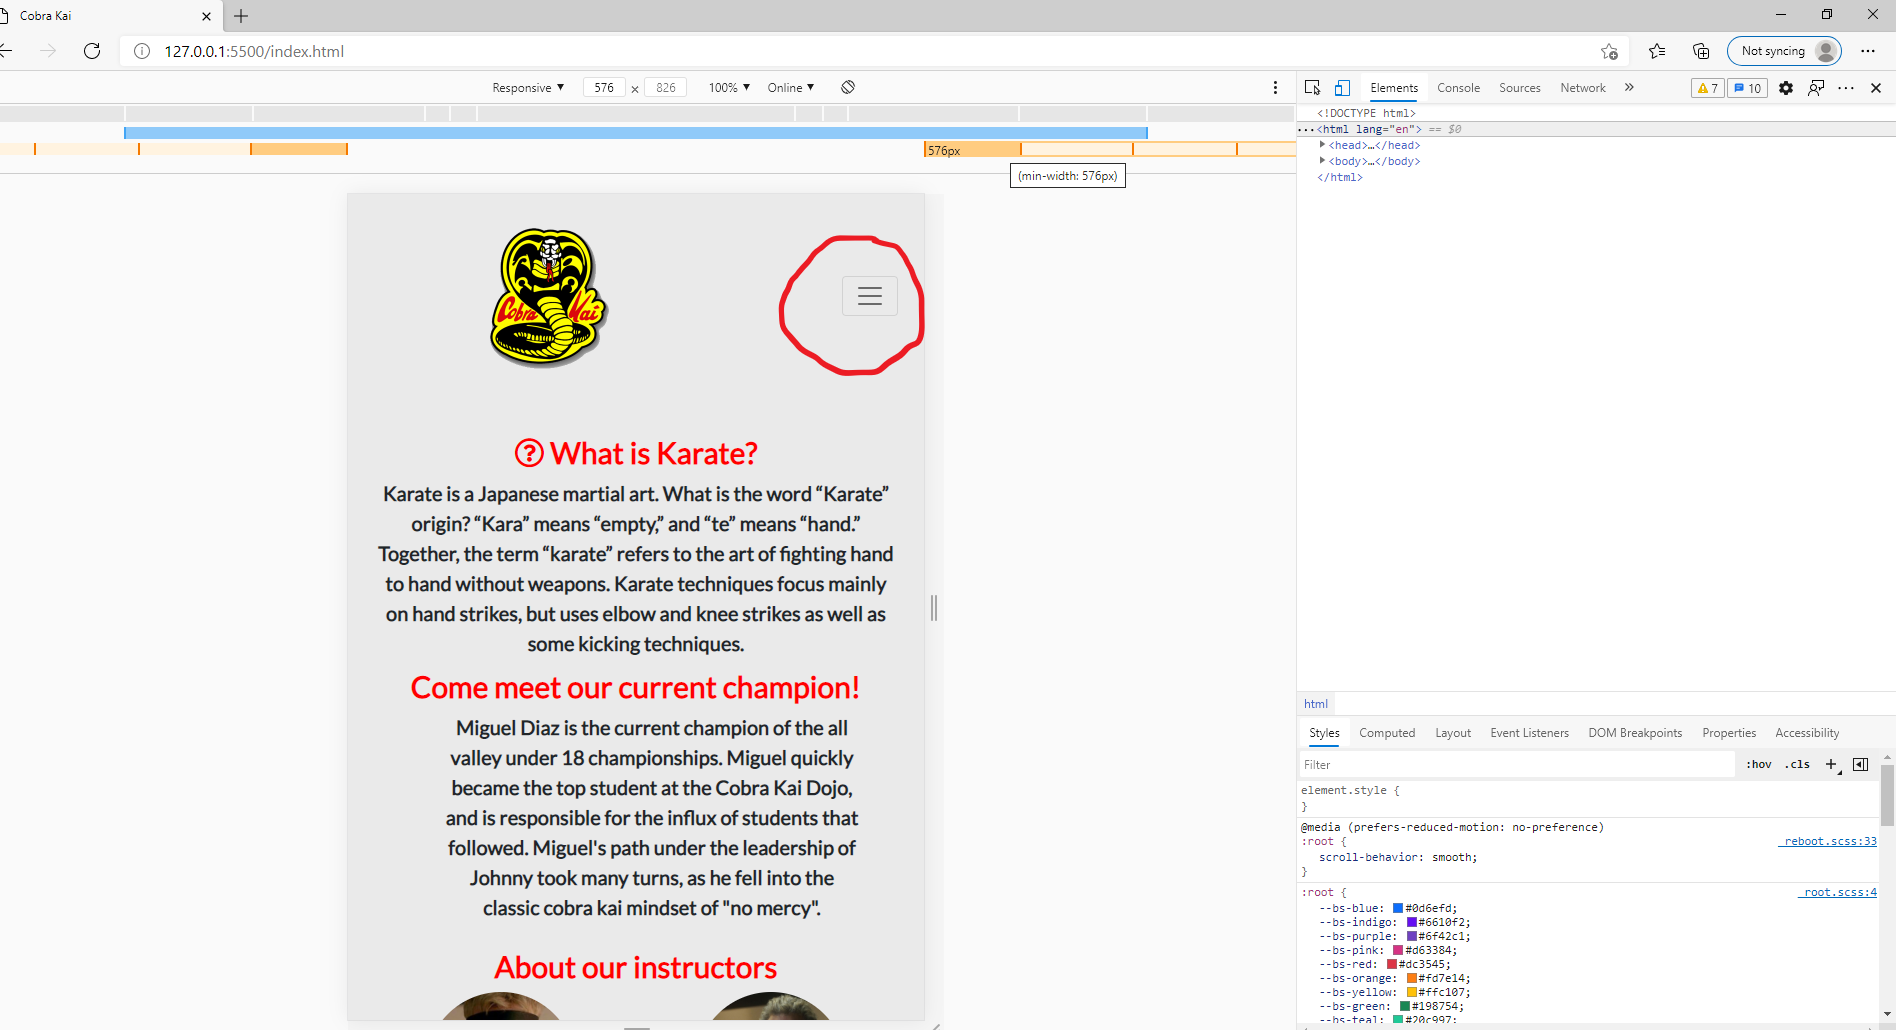 Cobra Kai
127.0.0.1:5500/index.html
Not syncing
Responsive
576 x 826
100%
Online
Elements
Console
Sources
Network
7
10
576px
(min-width: 576px)
<!DOCTYPE html>
...<html lang="en"> == $0
<head>…</head>
<body>…</body>
</html>
Cobra Kai
What is Karate?
Karate is a Japanese martial art. What is the word “Karate”
origin? “Kara” means “empty,” and “te” means “hand.”
Together, the term “karate” refers to the art of fighting hand
to hand without weapons. Karate techniques focus mainly
on hand strikes, but uses elbow and knee strikes as well as
some kicking techniques.
Come meet our current champion!
Miguel Diaz is the current champion of the all
valley under 18 championships. Miguel quickly
became the top student at the Cobra Kai Dojo,
and is responsible for the influx of students that
followed. Miguel's path under the leadership of
Johnny took many turns, as he fell into the
classic cobra kai mindset of "no mercy".
About our instructors
html
Styles
Computed
Layout
Event Listeners
DOM Breakpoints
Properties
Accessibility
Filter
:hov
.cls
element.style {
}
@media (prefers-reduced-motion: no-preference)
:root {
_reboot.scss:33
scroll-behavior: smooth;
}
:root {
_root.scss:4
--bs-blue: #0d6efd;
--bs-indigo: #6610f2;
--bs-purple: #6f42c1;
--bs-pink: #d63384;
--bs-red: #dc3545;
--bs-orange: #fd7e14;
--bs-yellow: #ffc107;
--bs-green: #198754;
--bs-teal: #20c997;